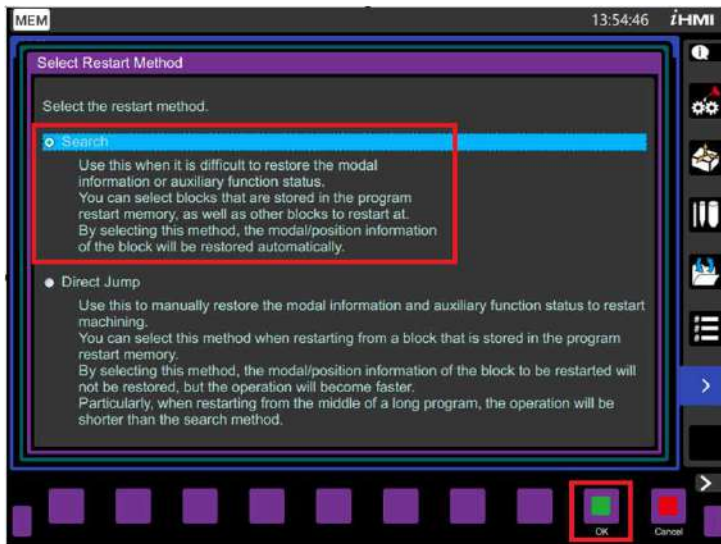 MEM
13:54:46
iHMI
Select Restart Method
Select the restart method.
Search
Use this when it is difficult to restore the modal
information or auxiliary function status.
You can select blocks that are stored in the program
restart memory, as well as other blocks to restart at.
By selecting this method, the modal/position information
of the block will be restored automatically.
Direct Jump
Use this to manually restore the modal information and auxiliary function status to restart
machining.
You can select this method when restarting from a block that is stored in the program
restart memory.
By selecting this method, the modal/position information of the block to be restarted will
not be restored, but the operation will become faster.
Particularly, when restarting from the middle of a long program, the operation will be
shorter than the search method.
OK
Cancel